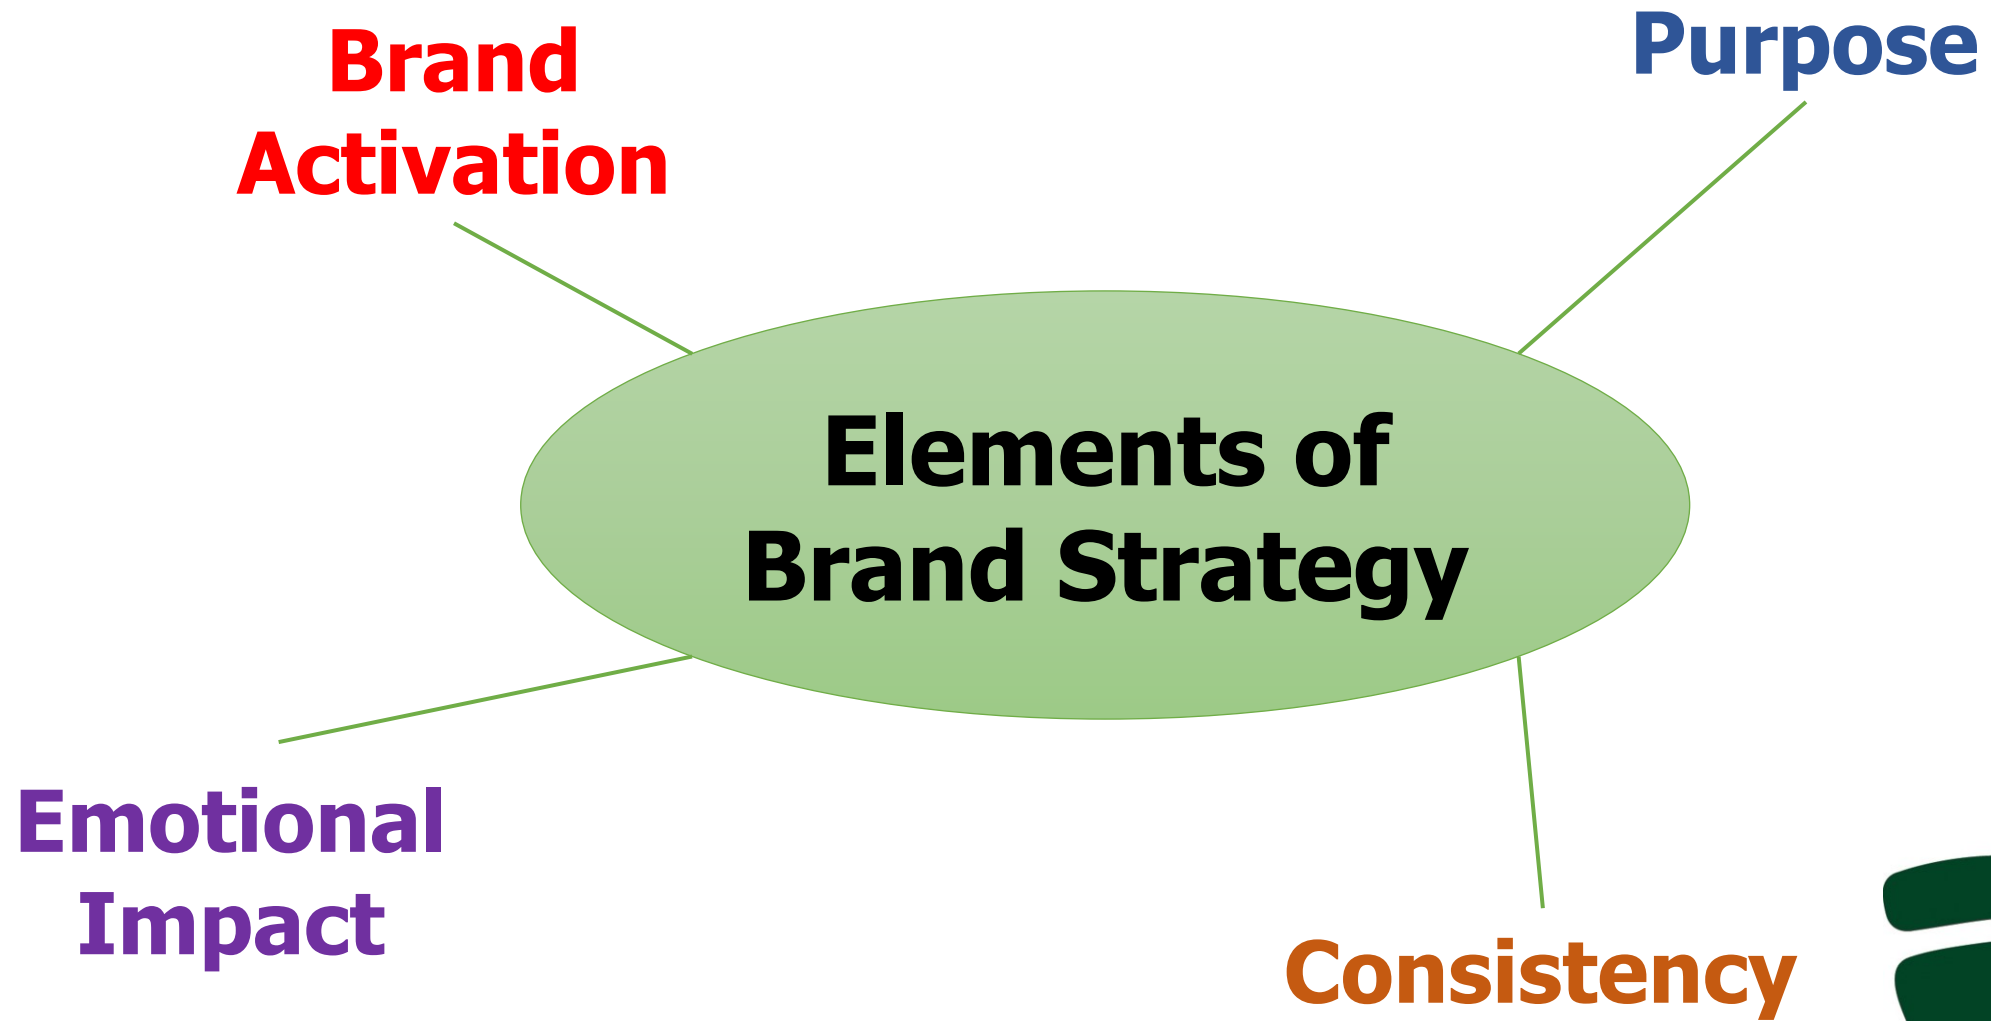 Brand
Activation
Purpose
Elements of
Brand Strategy
Emotional
Impact
Consistency